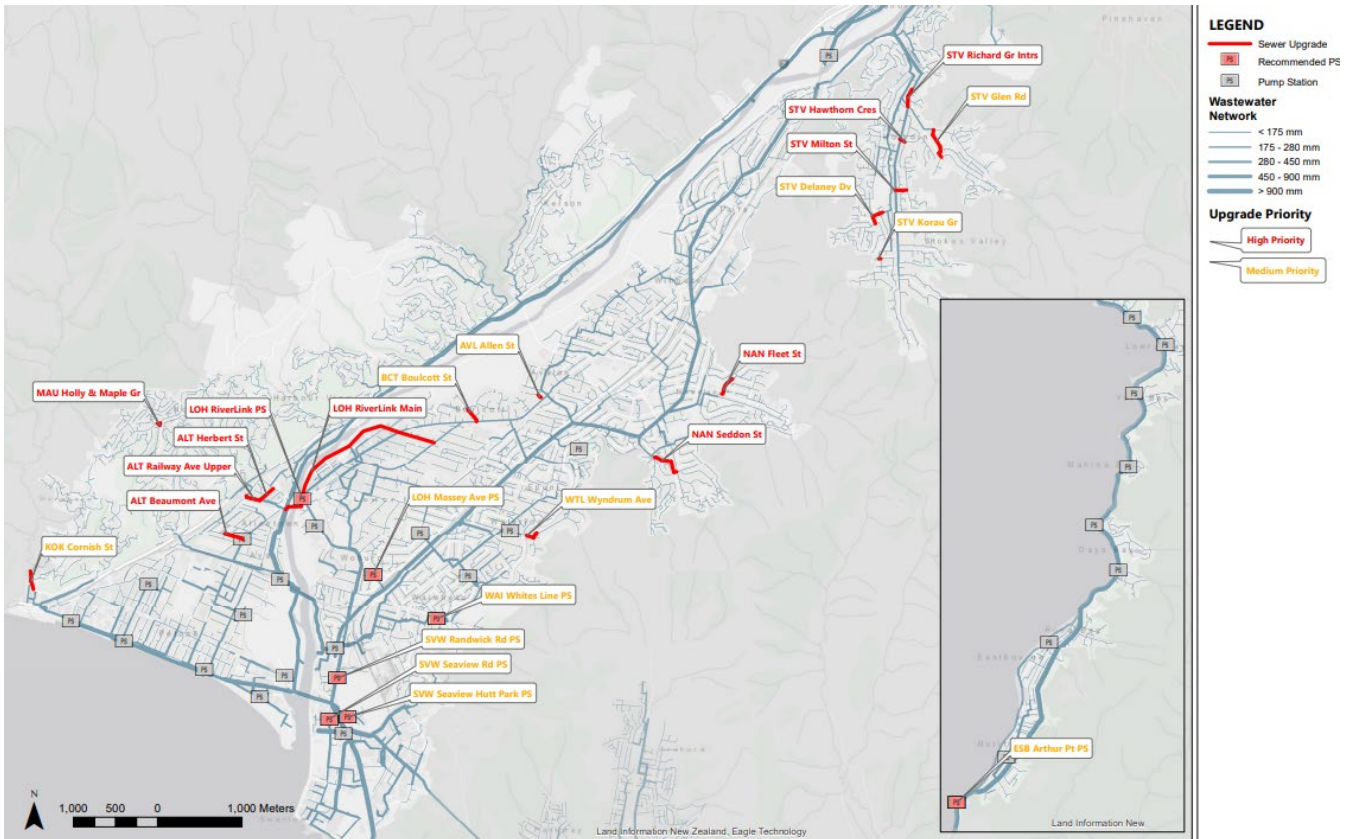 LEGEND
Sewer Upgrade
PS
Recommended PS
PS
Pump Station
Wastewater
Network
< 175 mm
175 - 280 mm
280 - 450 mm
450 - 900 mm
> 900 mm
Upgrade Priority
High Priority
Medium Priority
Pinehaven
STV Richard Gr Intrs
STV Glen Rd
STV Hawthorn Cres
STV Milton St
STV Delaney Dv
STV Korau Gr
Stokes Valley
Kelson
Taita
AVL Allen St
BCT Boulcott St
NAN Fleet St
MAU Holly & Maple Gr
LOH RiverLink PS
LOH RiverLink Main
ALT Herbert St
ALT Railway Ave Upper
ALT Beaumont Ave
NAN Seddon St
LOH Massey Ave PS
WTL Wyndrum Ave
KOK Cornish St
WAI Whites Line PS
SVW Randwick Rd PS
SVW Seaview Rd PS
SVW Seaview Hutt Park PS
ESB Arthur Pt PS
N
1,000 500 0 1,000 Meters
Land Information New Zealand, Eagle Technology
Land Information New